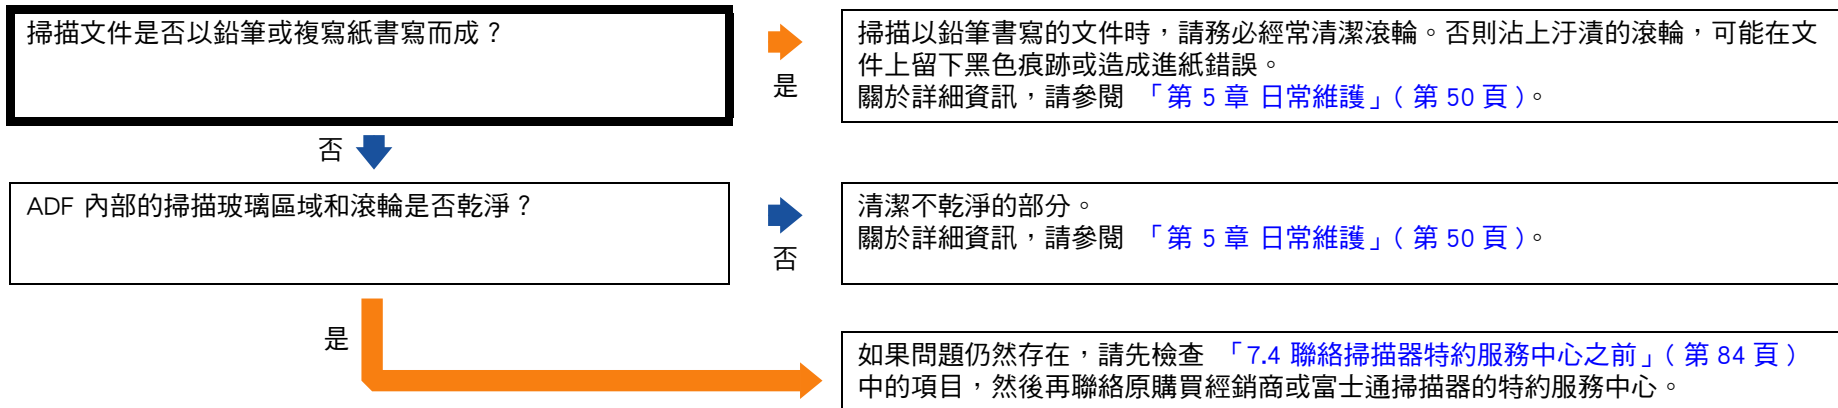 掃描文件是否以鉛筆或複寫紙書寫而成？
是
掃描以鉛筆書寫的文件時，請務必經常清潔滾輪。否則沾上汙漬的滾輪，可能在文
件上留下黑色痕跡或造成進紙錯誤。
關於詳細資訊，請參閱 「第 5 章 日常維護」( 第 50 頁 )。
否
ADF 內部的掃描玻璃區域和滾輪是否乾淨？
否
清潔不乾淨的部分。
關於詳細資訊，請參閱 「第 5 章 日常維護」( 第 50 頁 )。
是
如果問題仍然存在，請先檢查 「7.4 聯絡掃描器特約服務中心之前」( 第 84 頁 )
中的項目，然後再聯絡原購買經銷商或富士通掃描器的特約服務中心。